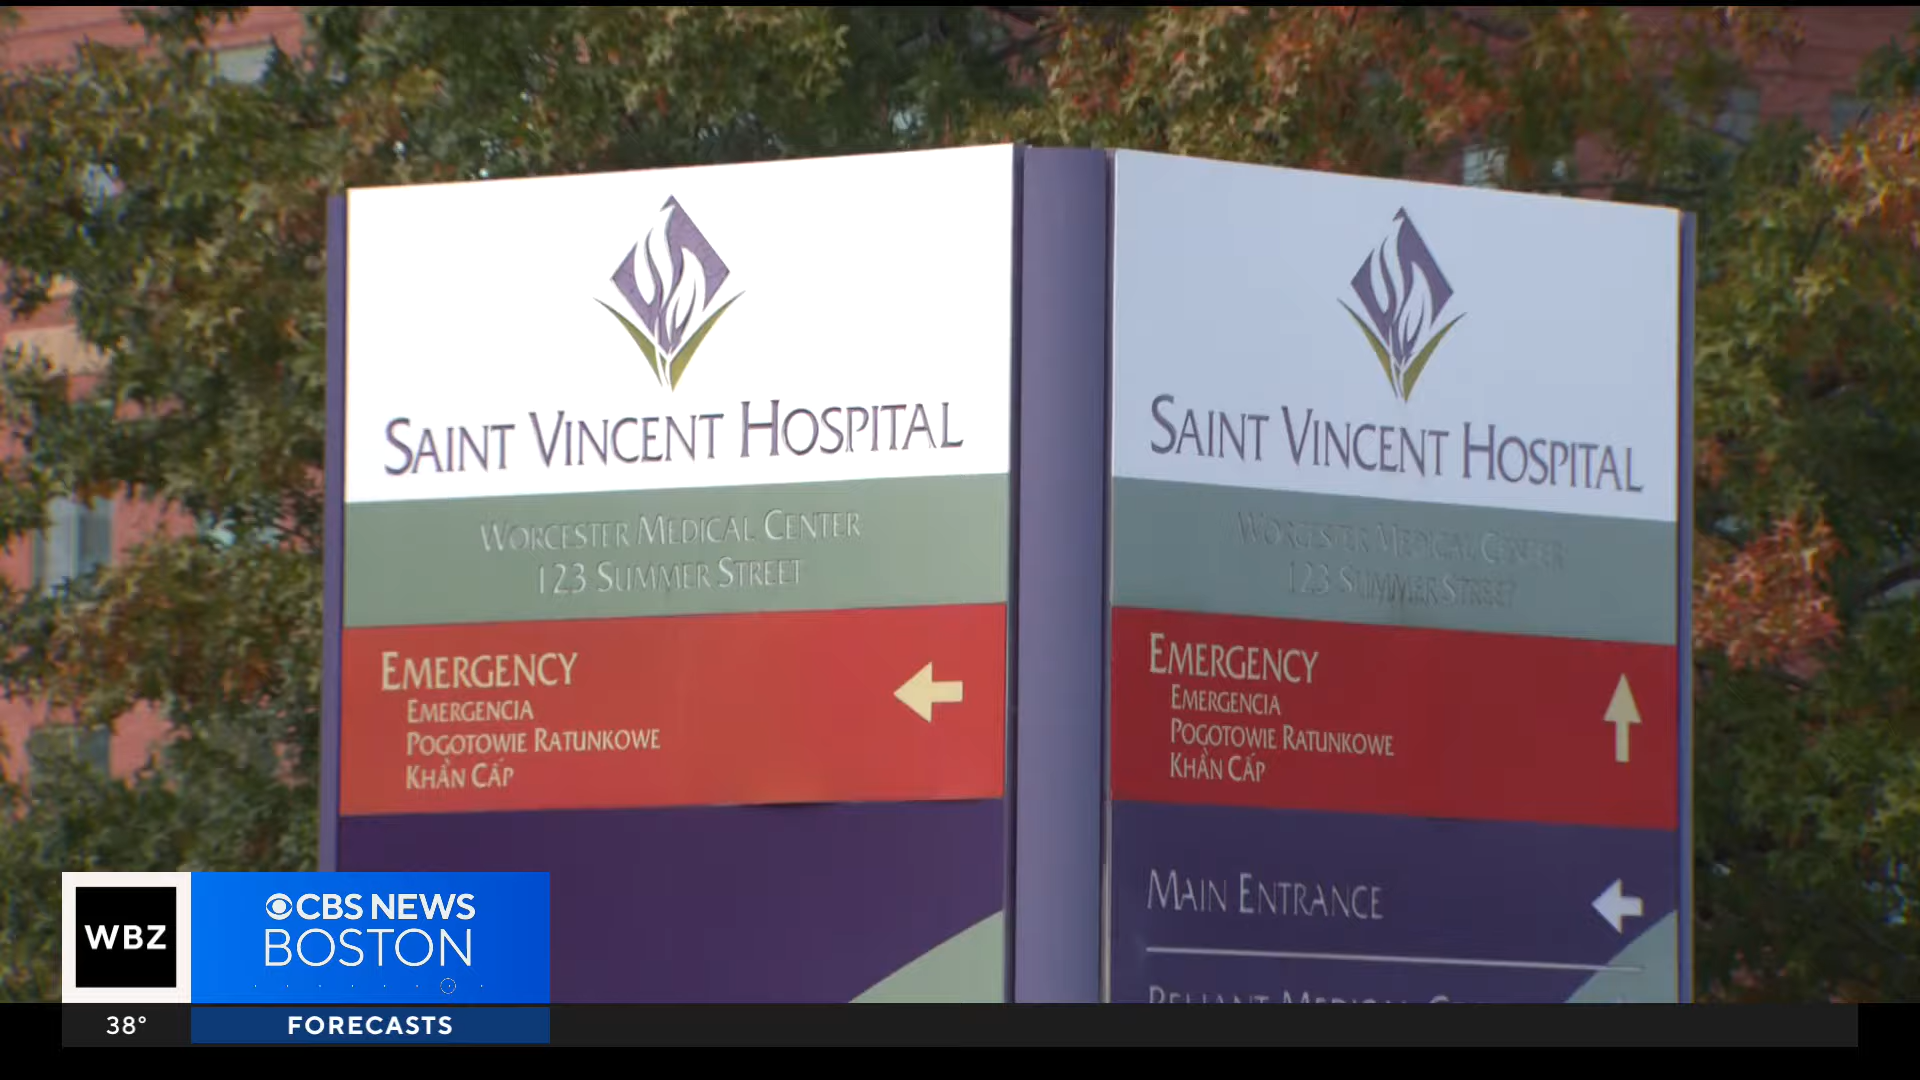 SAINT VINCENT HOSPITAL
WORCESTER MEDICAL CENTER
123 SUMMER STREET
EMERGENCY
EMERGENCIA
POGOTOWIE RATUNKOWE
KHẨN CẤP
SAINT VINCENT HOSPITAL
WORCESTER MEDICAL CENTER
123 SUMMER STREET
EMERGENCY
EMERGENCIA
POGOTOWIE RATUNKOWE
KHẨN CẤP
MAIN ENTRANCE
RELIANT MEDICAL
WBZ
CBS NEWS
BOSTON
38°
FORECASTS